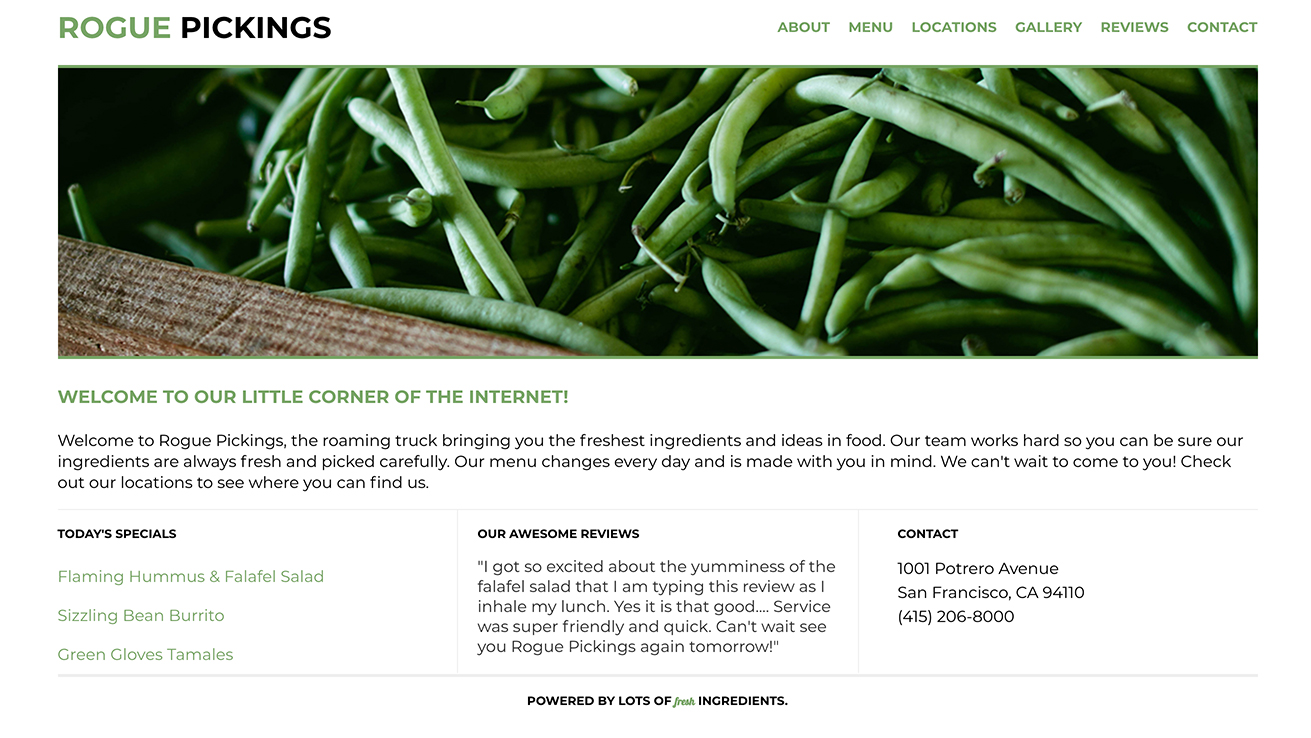 ROGUE PICKINGS
ABOUT MENU LOCATIONS GALLERY REVIEWS CONTACT
WELCOME TO OUR LITTLE CORNER OF THE INTERNET!
Welcome to Rogue Pickings, the roaming truck bringing you the freshest ingredients and ideas in food. Our team works hard so you can be sure our
ingredients are always fresh and picked carefully. Our menu changes every day and is made with you in mind. We can't wait to come to you! Check
out our locations to see where you can find us.
TODAY'S SPECIALS
Flaming Hummus & Falafel Salad
Sizzling Bean Burrito
Green Gloves Tamales
OUR AWESOME REVIEWS
"I got so excited about the yumminess of the
falafel salad that I am typing this review as I
inhale my lunch. Yes it is that good.... Service
was super friendly and quick. Can't wait see
you Rogue Pickings again tomorrow!"
CONTACT
1001 Potrero Avenue
San Francisco, CA 94110
(415) 206-8000
POWERED BY LOTS OF fresh INGREDIENTS.